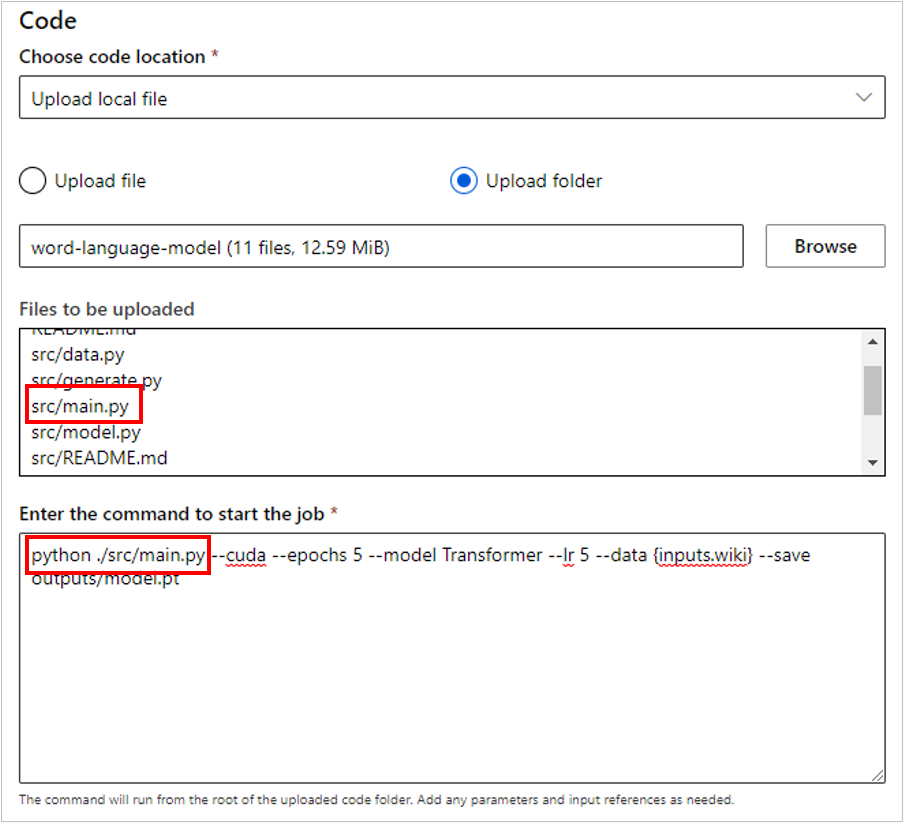 Code
Choose code location *
Upload local file
Upload file
Upload folder
word-language-model (11 files, 12.59 MiB)
Browse
Files to be uploaded
README.md
src/data.py
src/generate.py
src/main.py
src/model.py
src/README.md
Enter the command to start the job *
python ./src/main.py --cuda --epochs 5 --model Transformer --lr 5 --data {inputs.wiki} --save
outputs/model.pt
The command will run from the root of the uploaded code folder. Add any parameters and input references as needed.